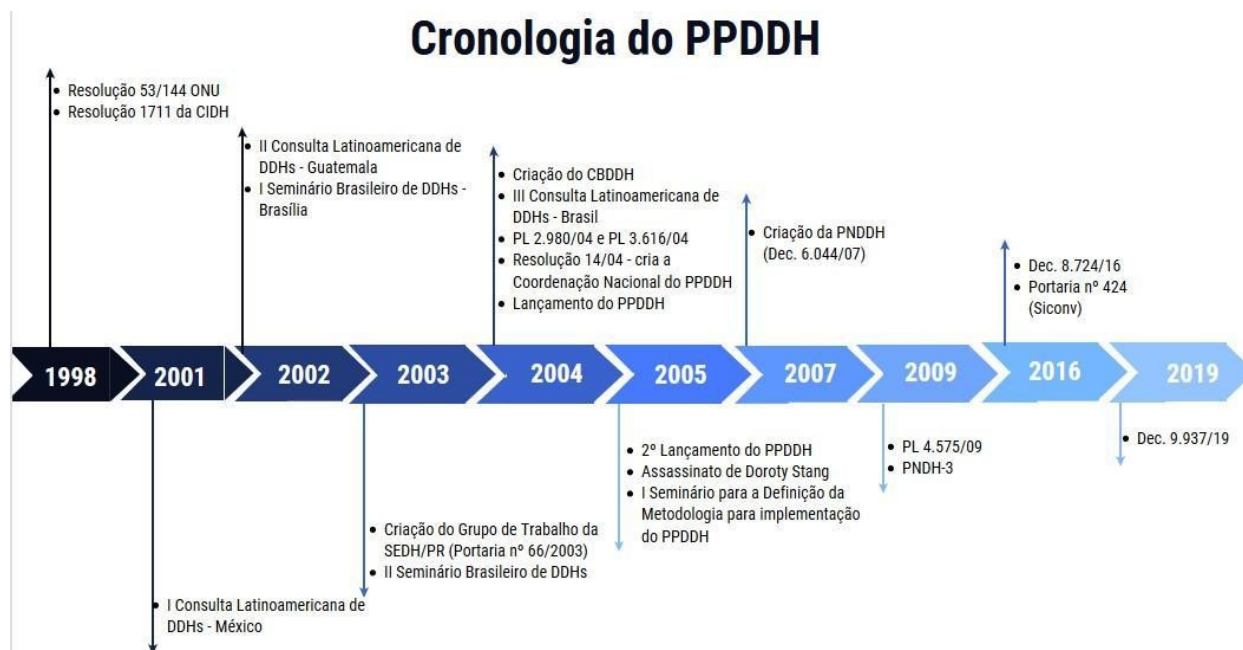 Cronologia do PPDDH
• Resolução 53/144 ONU
• Resolução 1711 da CIDH
• II Consulta Latinoamericana de
DDHs - Guatemala
• I Seminário Brasileiro de DDHs -
Brasília
• Criação do CBDDH
• III Consulta Latinoamericana de
DDHs - Brasil
• PL 2.980/04 e PL 3.616/04
• Resolução 14/04 - cria a
Coordenação Nacional do PPDDH
• Lançamento do PPDDH
• Criação da PNDDH
(Dec. 6.044/07)
• Dec. 8.724/16
• Portaria nº 424
(Siconv)
1998
2001
2002
2003
2004
2005
2007
2009
2016
2019
• I Consulta Latinoamericana de
DDHs - México
• Criação do Grupo de Trabalho da
SEDH/PR (Portaria nº 66/2003)
• II Seminário Brasileiro de DDHs
• 2º Lançamento do PPDDH
• Assassinato de Doroty Stang
• I Seminário para a Definição da
Metodologia para implementação
do PPDDH
• PL 4.575/09
• PNDH-3
• Dec. 9.937/19